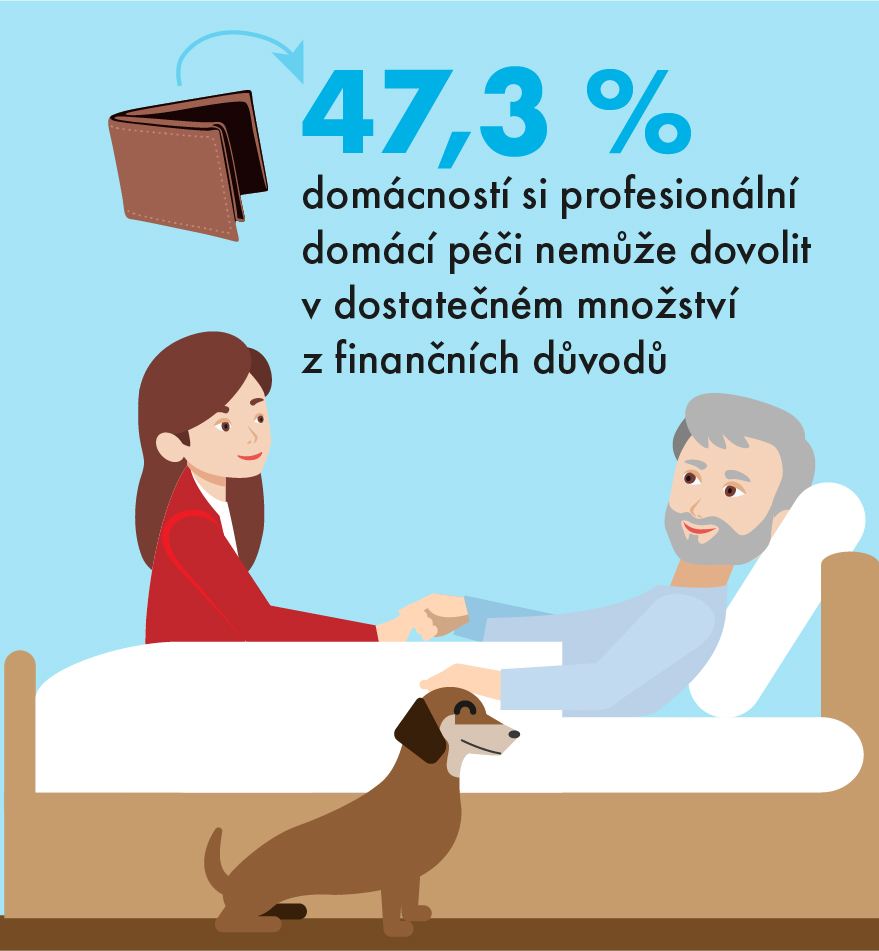 47,3 %
domácností si profesionální
domácí péči nemůže dovolit
v dostatečném množství
z finančních důvodů